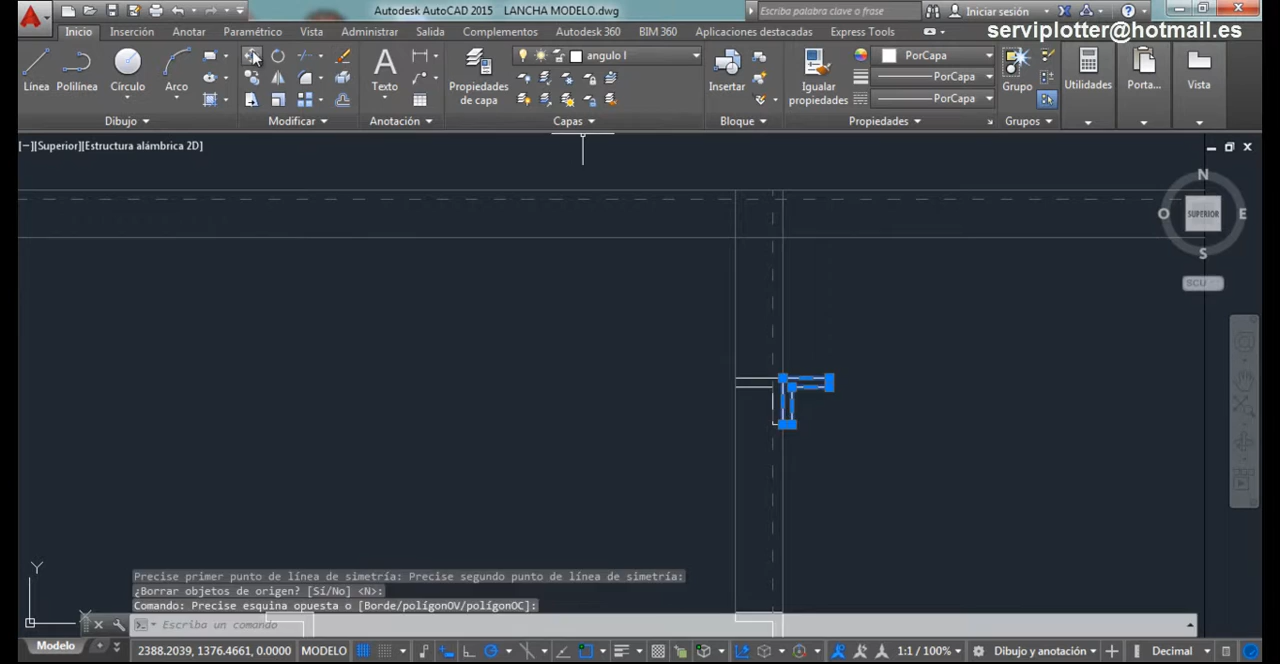 Autodesk AutoCAD 2015 LANCHA MODELO.dwg
Escriba palabra clave o frase
Iniciar sesión
serviplotter@hotmail.es
Inicio Inserción Anotar Paramétrico Vista Administrar Salida Complementos Autodesk 360 BIM 360 Aplicaciones destacadas Express Tools
angulo I
PorCapa
PorCapa
PorCapa
Línea Polilínea Círculo Arco Texto Propiedades de capa Insertar Igualar propiedades Grupo Utilidades Porta... Vista
Dibujo Modificar Anotación Capas Bloque Propiedades Grupos
[−][Superior][Estructura alámbrica 2D]
N
O SUPERIOR E
S
SCU
Y
Precise primer punto de línea de simetría: Precise segundo punto de línea de simetría:
¿Borrar objetos de origen? [Sí/No] <N>:
Comando: Precise esquina opuesta o [Borde/polígonOV/polígonOC]:
Escriba un comando
Modelo
2388.2039, 1376.4661, 0.0000 MODELO 1:1 / 100% Dibujo y anotación Decimal